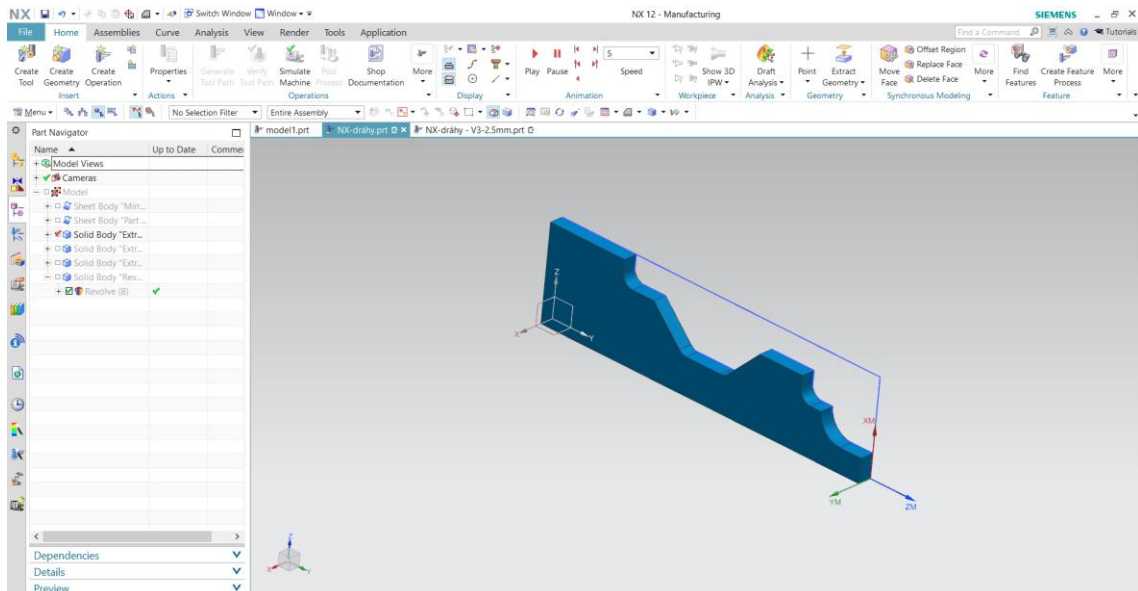 NX Switch Window Window NX 12 - Manufacturing SIEMENS
File Home Assemblies Curve Analysis View Render Tools Application Find a Command Tutorials
Create Tool Create Geometry Create Operation Properties Generate Tool Path Verify Tool Path Simulate Machine Post Process Shop Documentation More Play Pause 5 Speed Show 3D IPW Draft Analysis Point Extract Geometry Move Face Offset Region Replace Face Delete Face More Find Features Create Feature Process More
Insert Actions Operations Display Animation Workpiece Analysis Geometry Synchronous Modeling Feature
Menu No Selection Filter Entire Assembly
Part Navigator model1.prt NX-dráhy.prt NX-dráhy - V3-2.5mm.prt
Name Up to Date Comme
Model Views
Cameras
Model
Sheet Body "Mirr...
Sheet Body "Part ...
Solid Body "Extr...
Solid Body "Extr...
Solid Body "Extr...
Solid Body "Rev...
Revolve (8)
Z
X Y
XM
YM ZM
Z
X Y
Dependencies
Details
Preview